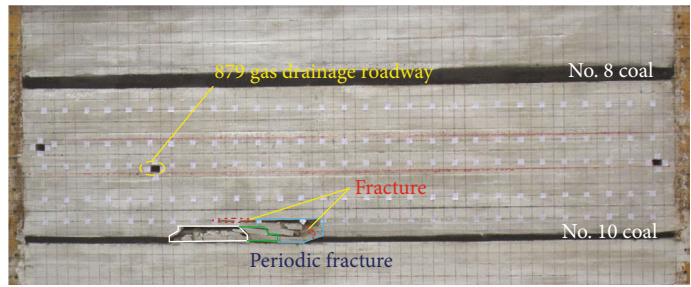 879 gas drainage roadway
No. 8 coal
Fracture
No. 10 coal
Periodic fracture